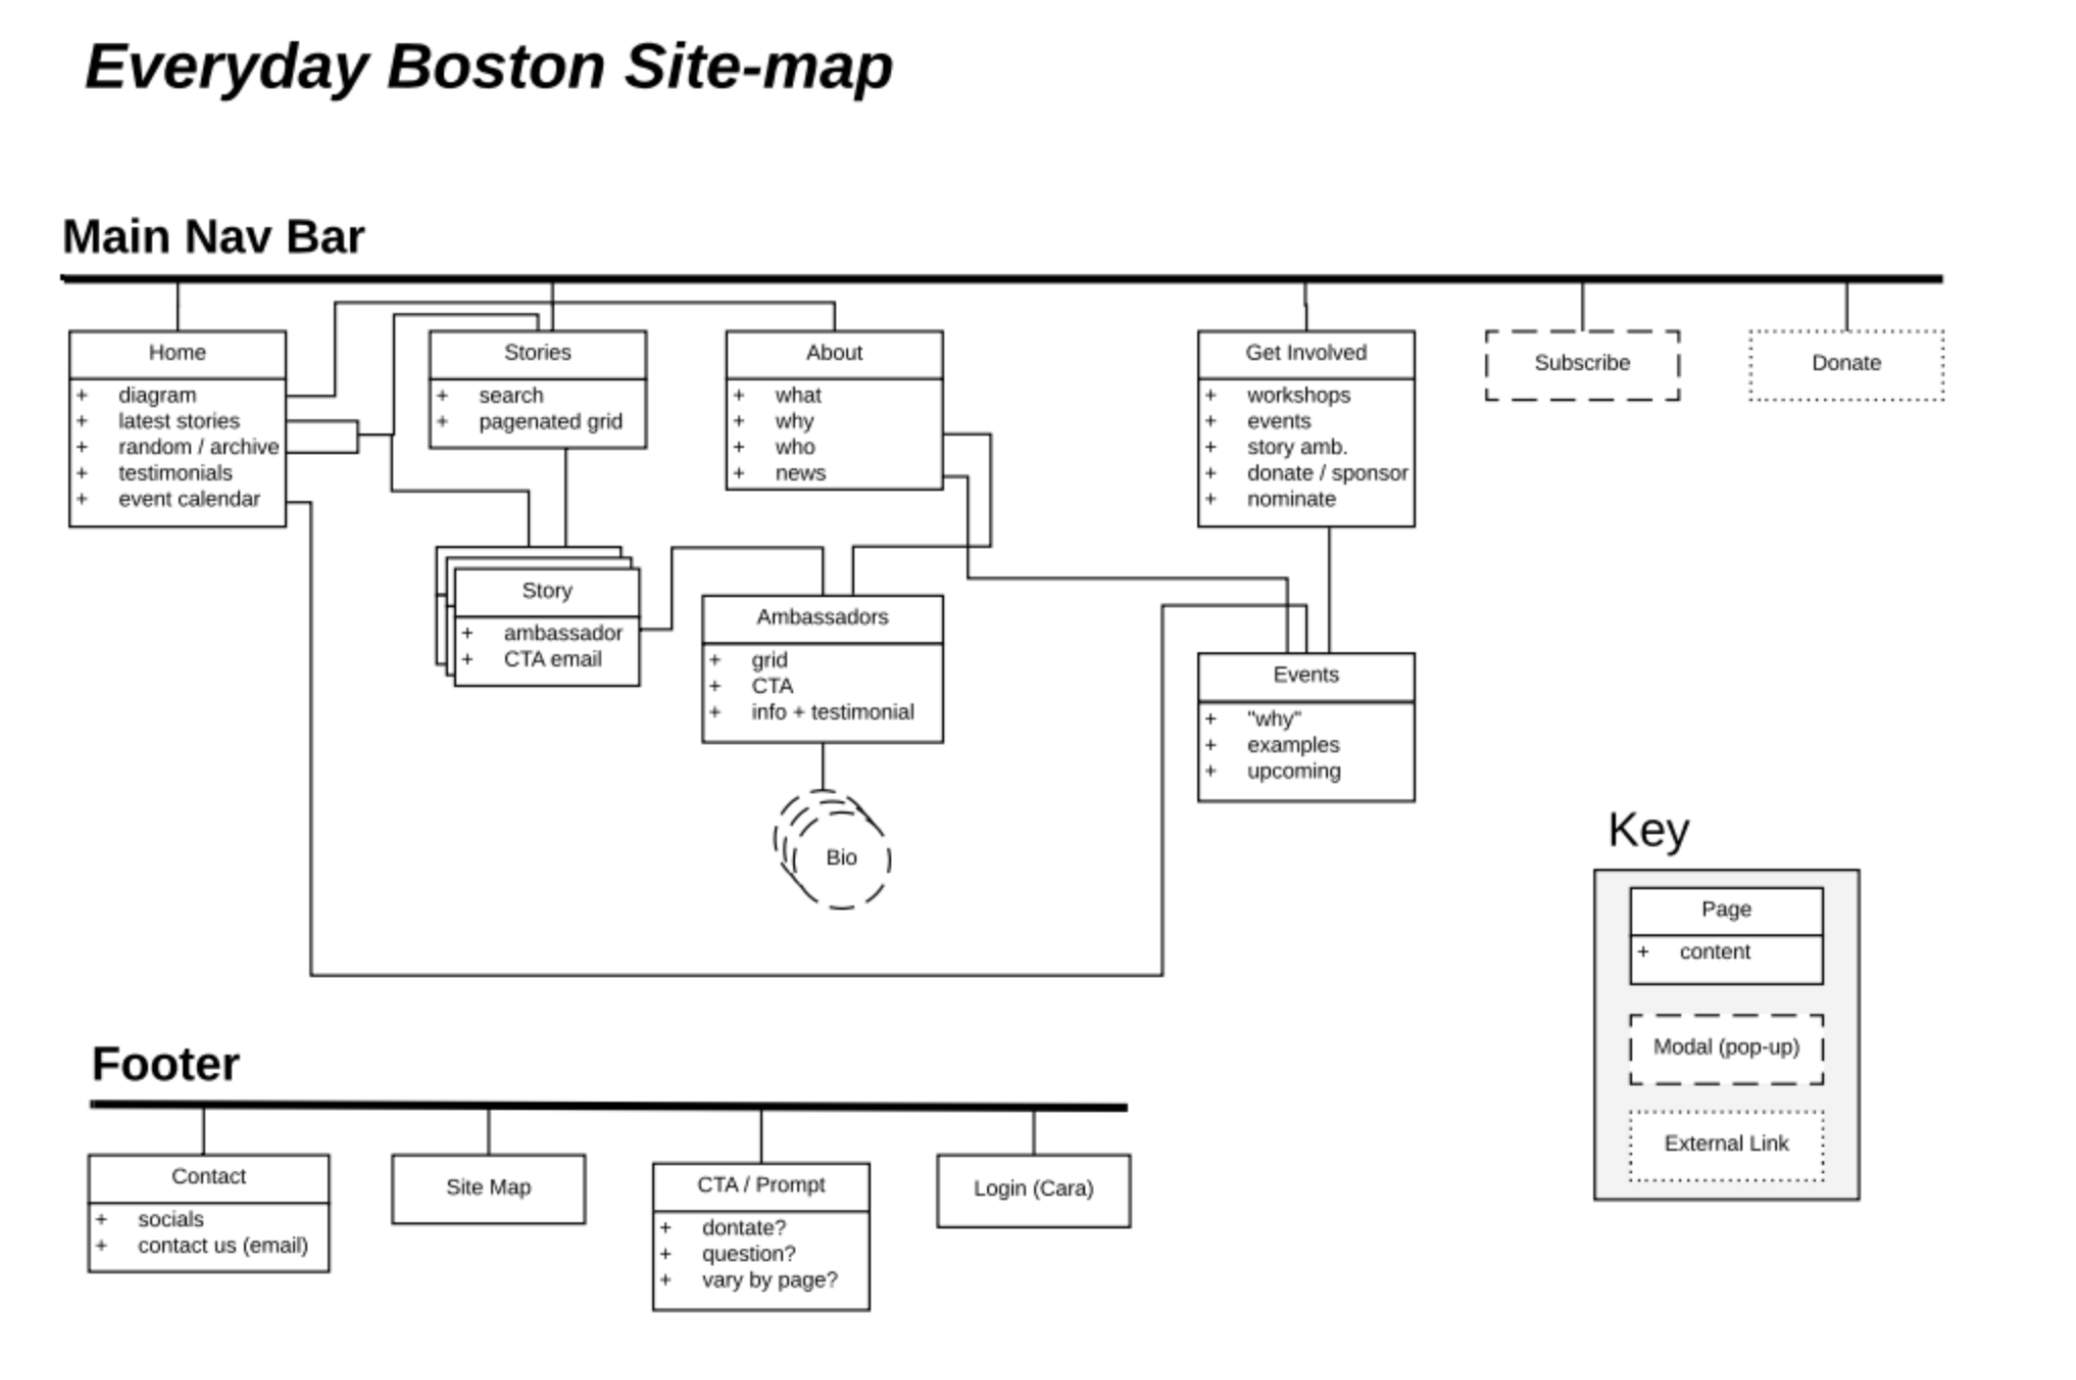 Everyday Boston Site-map
Main Nav Bar
Home
+ diagram
+ latest stories
+ random / archive
+ testimonials
+ event calendar
Stories
+ search
+ pagenated grid
About
+ what
+ why
+ who
+ news
Get Involved
+ workshops
+ events
+ story amb.
+ donate / sponsor
+ nominate
Subscribe
Donate
Story
+ ambassador
+ CTA email
Ambassadors
+ grid
+ CTA
+ info + testimonial
Bio
Events
+ "why"
+ examples
+ upcoming
Key
Page
+ content
Modal (pop-up)
External Link
Footer
Contact
+ socials
+ contact us (email)
Site Map
CTA / Prompt
+ dontate?
+ question?
+ vary by page?
Login (Cara)